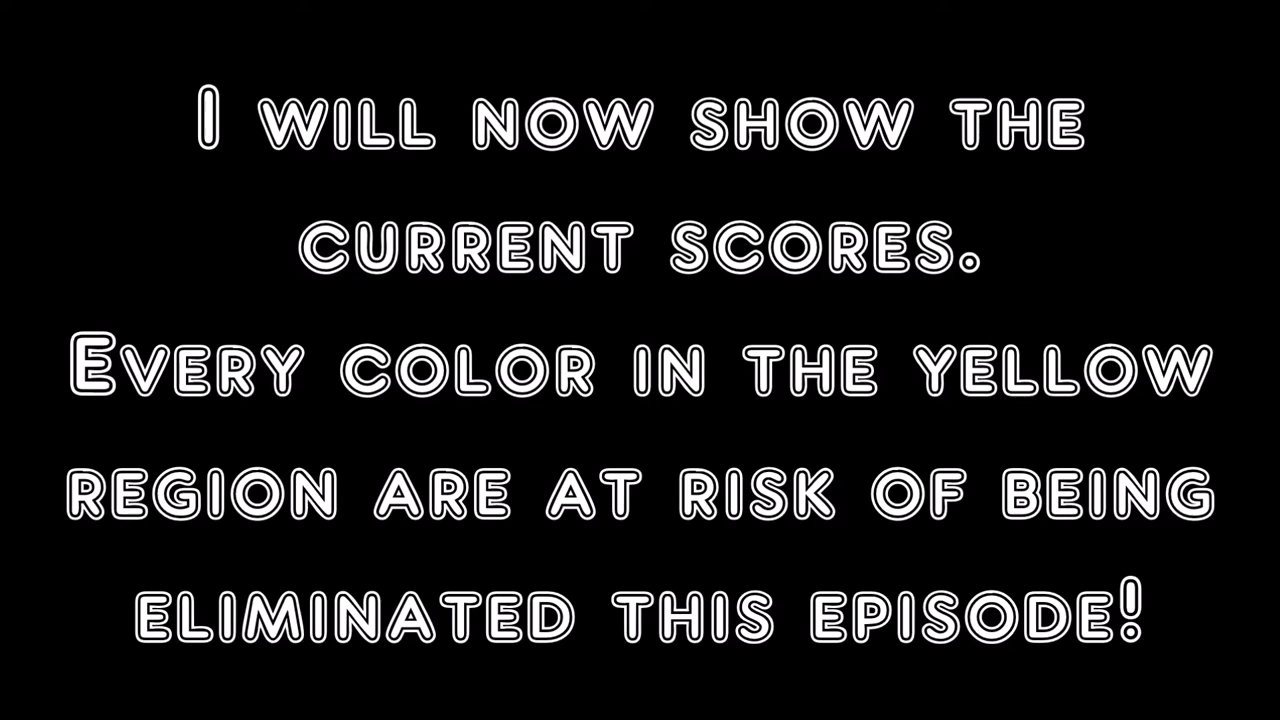 I will now show the
current scores.
Every color in the yellow
region are at risk of being
eliminated this episode!